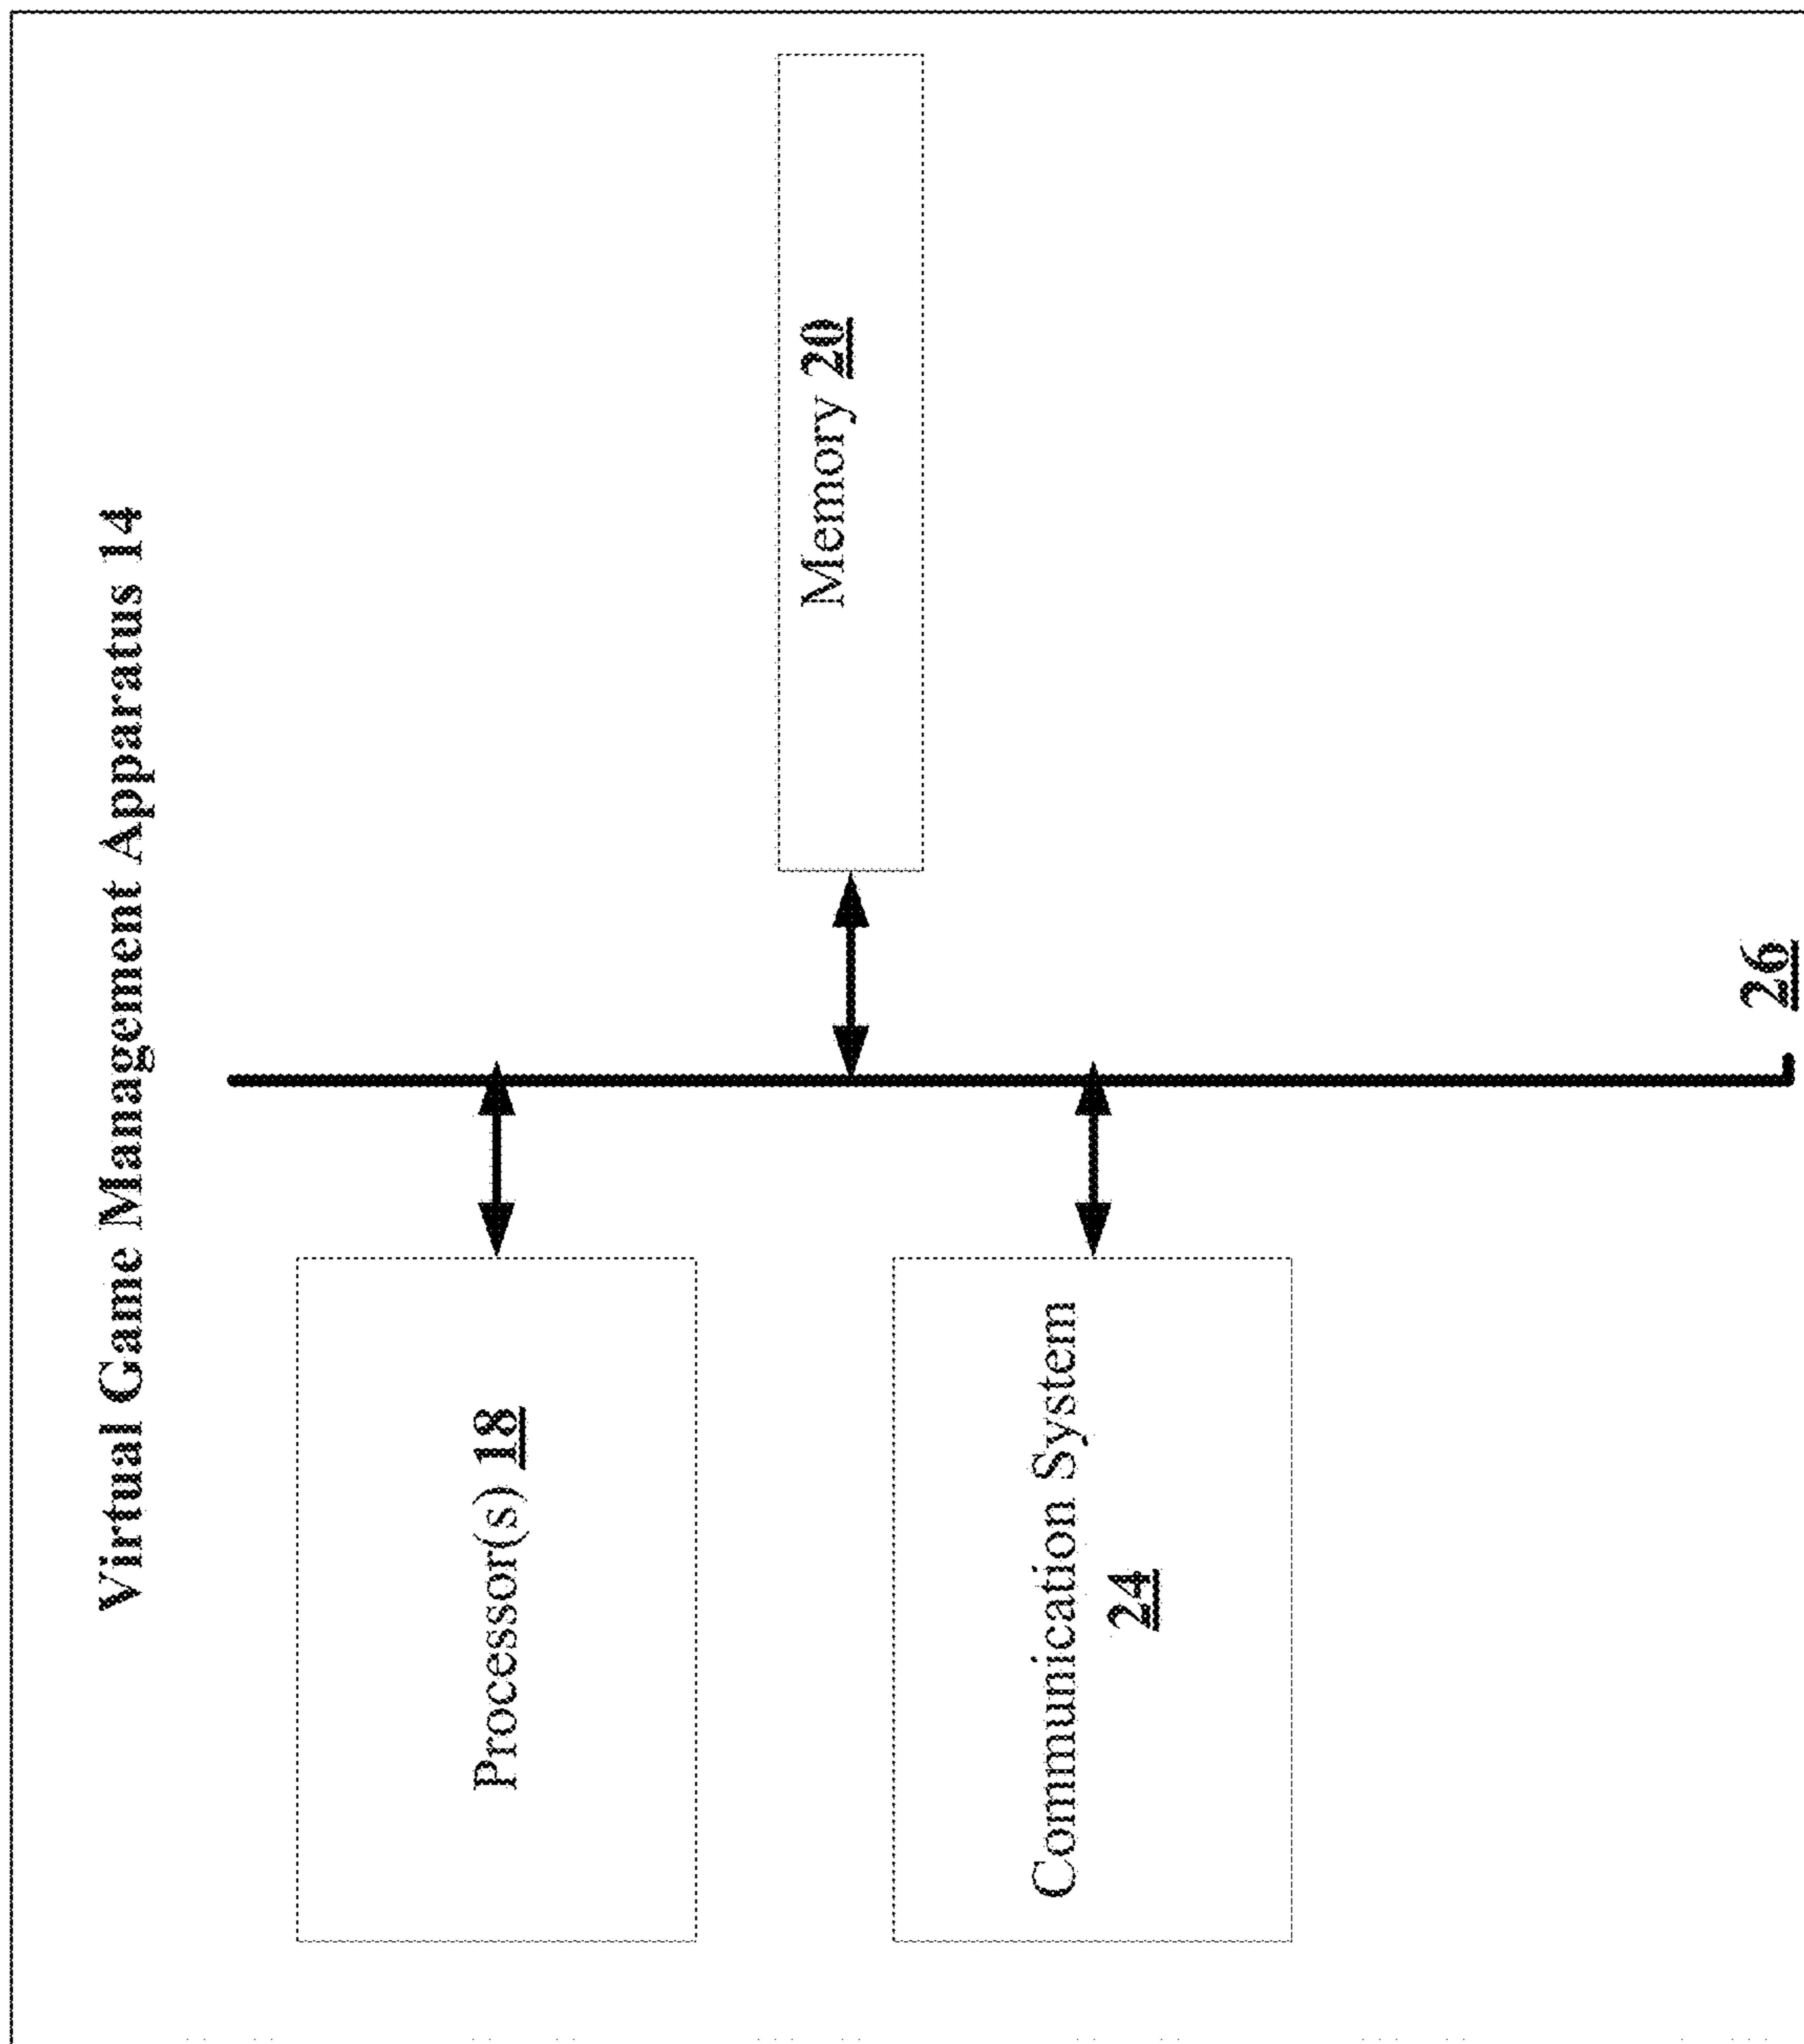 Virtual Game Management Apparatus 14
Processor(s) 18
Memory 20
Communication System
24
26